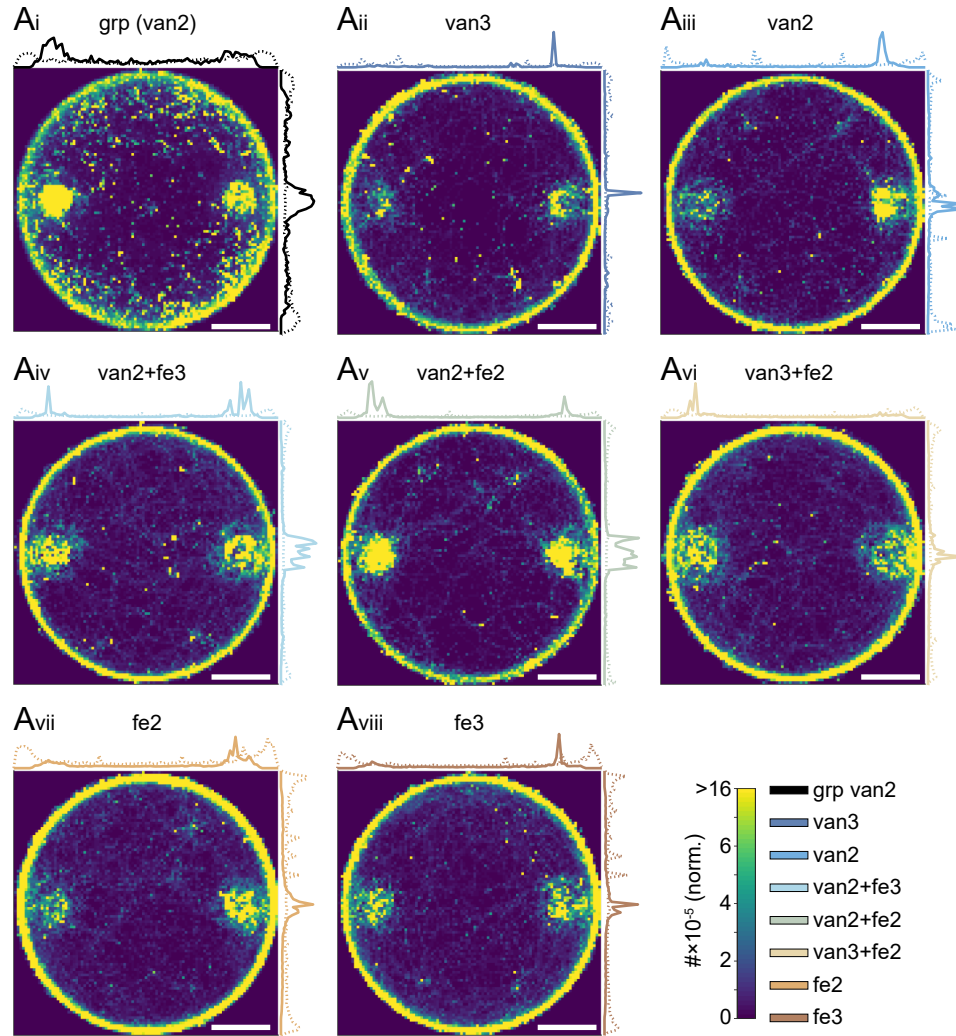 Ai grp (van2)
Aii van3
Aiii van2
Aiv van2+fe3
Av van2+fe2
Avi van3+fe2
Avii fe2
Aviii fe3
#×10⁻⁵ (norm.)
>16
6
4
2
0
grp van2
van3
van2
van2+fe3
van2+fe2
van3+fe2
fe2
fe3